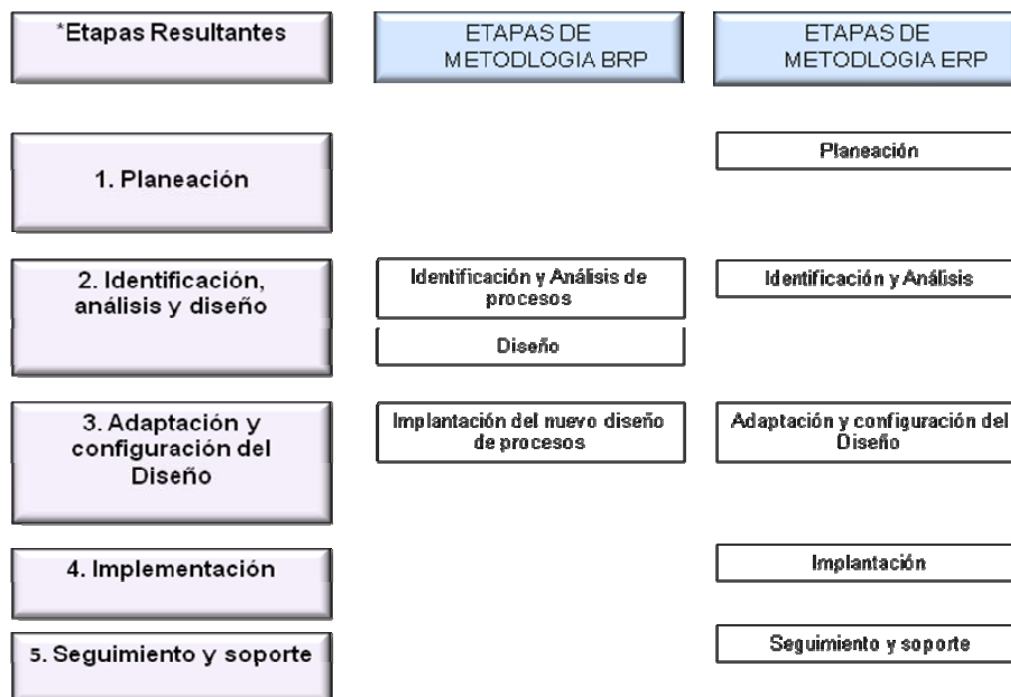 *Etapas Resultantes
ETAPAS DE
METODLOGIA BRP
ETAPAS DE
METODLOGIA ERP
1. Planeación
Planeación
2. Identificación,
análisis y diseño
Identificación y Análisis de
procesos
Diseño
Identificación y Análisis
3. Adaptación y
configuración del
Diseño
Implantación del nuevo diseño
de procesos
Adaptación y configuración del
Diseño
4. Implementación
Implantación
5. Seguimiento y soporte
Seguimiento y soporte